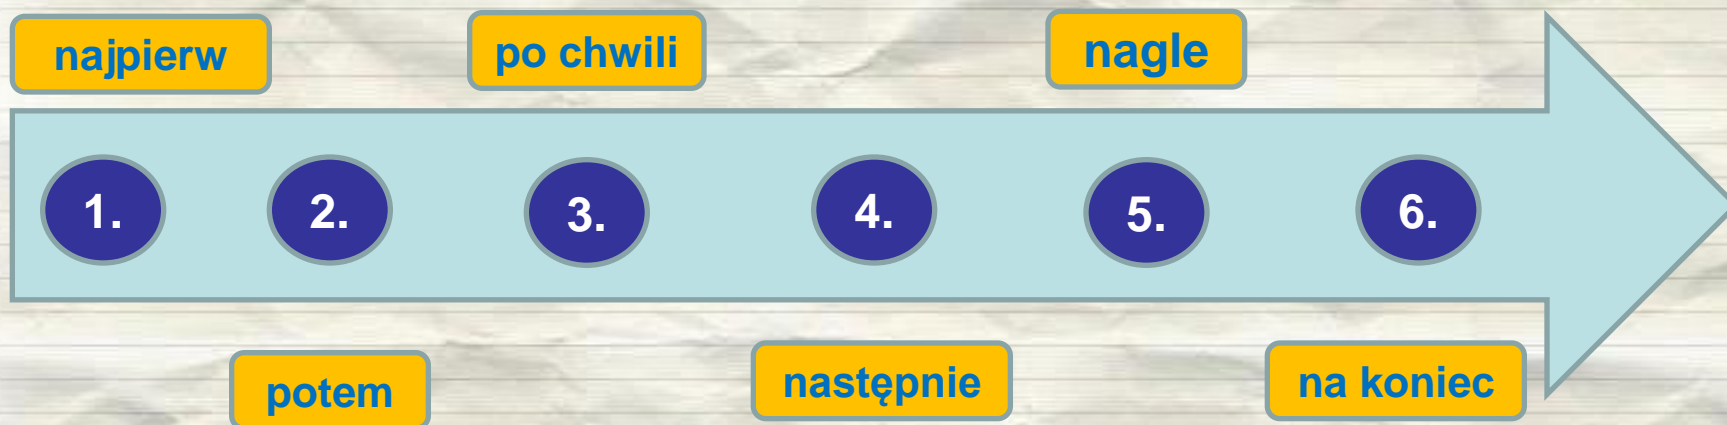 najpierw
po chwili
nagle
1.
2.
3.
4.
5.
6.
potem
następnie
na koniec